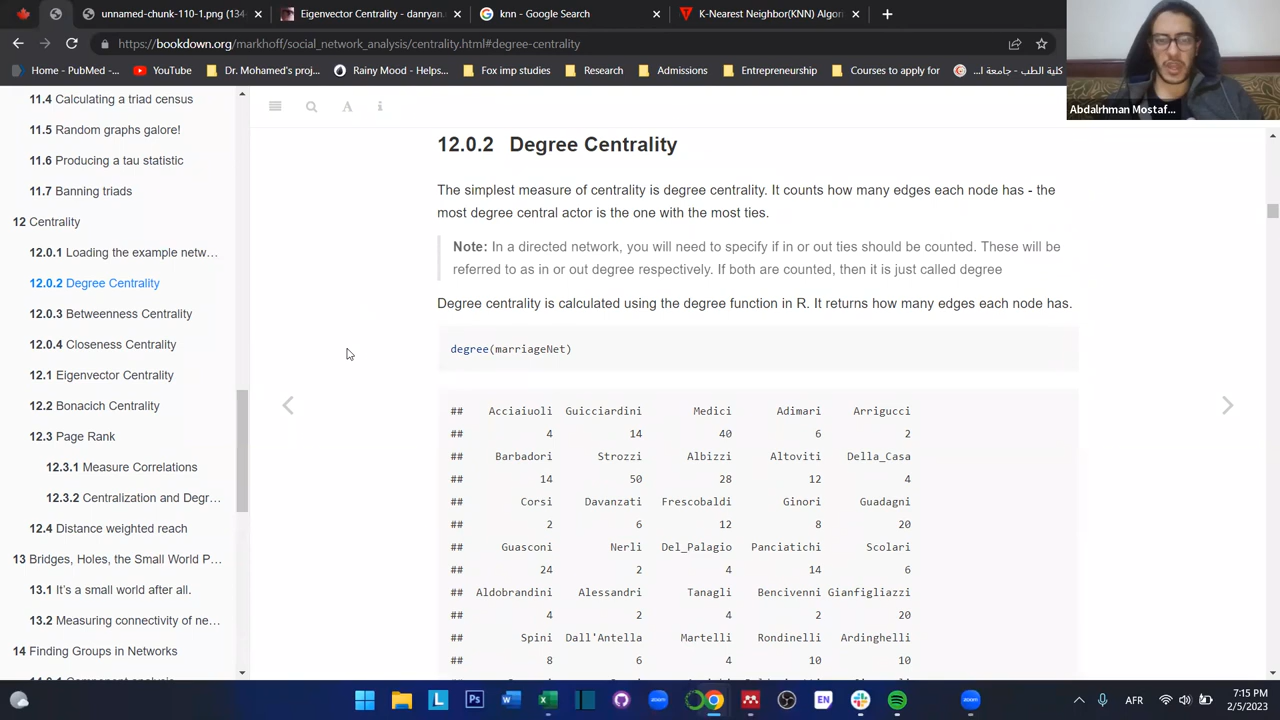 unnamed-chunk-110-1.png (134
Eigenvector Centrality - danryan.
knn - Google Search
K-Nearest Neighbor(KNN) Algor
https://bookdown.org/markhoff/social_network_analysis/centrality.html#degree-centrality
Home - PubMed -...
YouTube
Dr. Mohamed's proj...
Rainy Mood - Helps...
Fox imp studies
Research
Admissions
Entrepreneurship
Courses to apply for
كلية الطب - جامعة ا...
Abdalrhman Mostaf...
11.4 Calculating a triad census
11.5 Random graphs galore!
11.6 Producing a tau statistic
11.7 Banning triads
12 Centrality
12.0.1 Loading the example netw...
12.0.2 Degree Centrality
12.0.3 Betweenness Centrality
12.0.4 Closeness Centrality
12.1 Eigenvector Centrality
12.2 Bonacich Centrality
12.3 Page Rank
12.3.1 Measure Correlations
12.3.2 Centralization and Degr...
12.4 Distance weighted reach
13 Bridges, Holes, the Small World P...
13.1 It's a small world after all.
13.2 Measuring connectivity of ne...
14 Finding Groups in Networks
12.0.2 Degree Centrality
The simplest measure of centrality is degree centrality. It counts how many edges each node has - the
most degree central actor is the one with the most ties.
Note: In a directed network, you will need to specify if in or out ties should be counted. These will be
referred to as in or out degree respectively. If both are counted, then it is just called degree
Degree centrality is calculated using the degree function in R. It returns how many edges each node has.
degree(marriageNet)
## Acciaiuoli Guicciardini Medici Adimari Arrigucci
## 4 14 40 6 2
## Barbadori Strozzi Albizzi Altoviti Della_Casa
## 14 50 28 12 4
## Corsi Davanzati Frescobaldi Ginori Guadagni
## 2 6 12 8 20
## Guasconi Nerli Del_Palagio Panciatichi Scolari
## 24 2 4 14 6
## Aldobrandini Alessandri Tanagli Bencivenni Gianfigliazzi
## 4 2 4 2 20
## Spini Dall'Antella Martelli Rondinelli Ardinghelli
## 8 6 4 10 10
AFR
7:15 PM
2/5/2023